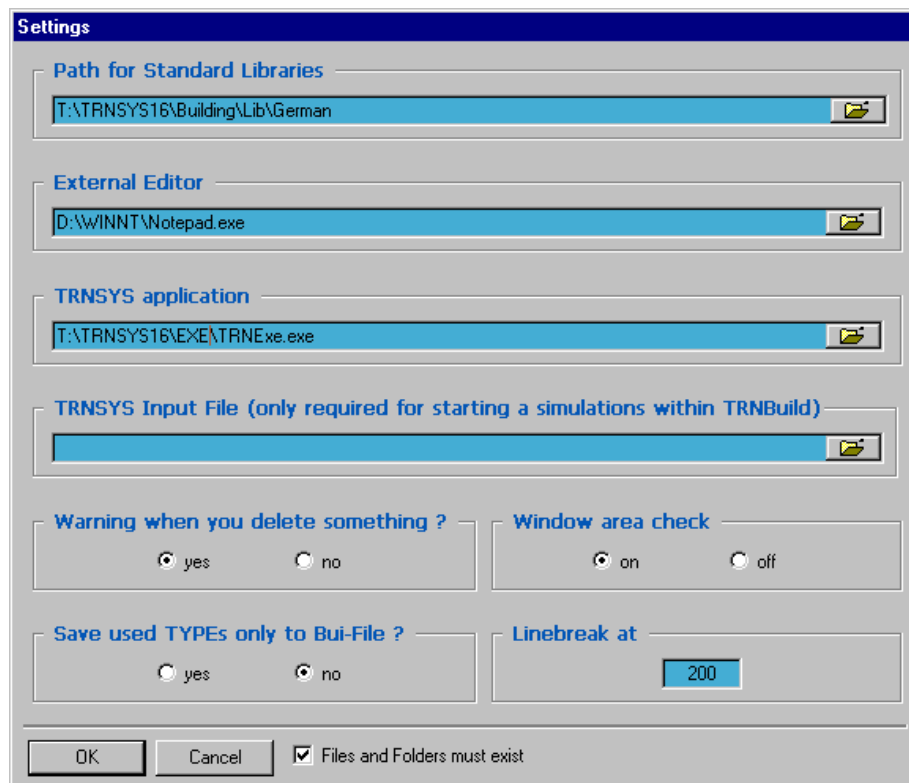 Settings
Path for Standard Libraries
T:\TRNSYS16\Building\Lib\German
External Editor
D:\WINNT\Notepad.exe
TRNSYS application
T:\TRNSYS16\EXE\TRNExe.exe
TRNSYS Input File (only required for starting a simulations within TRNBuild)
Warning when you delete something ?
yes no
Window area check
on off
Save used TYPEs only to Bui-File ?
yes no
Linebreak at
200
OK Cancel Files and Folders must exist